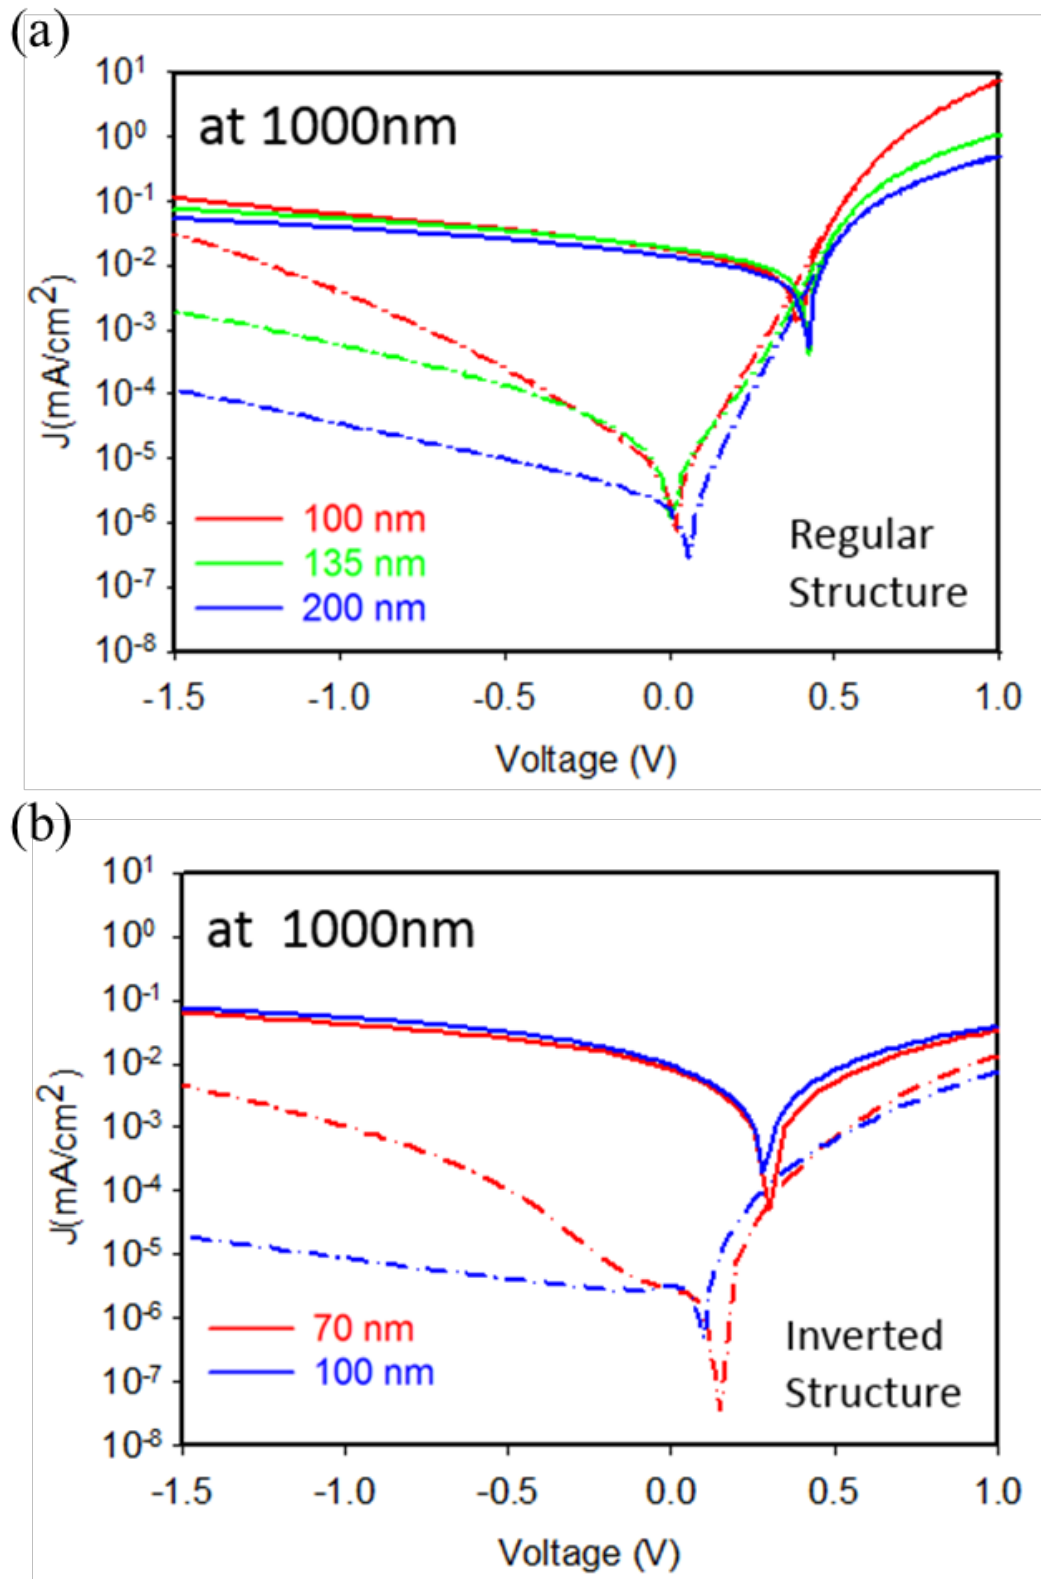 (a)
at 1000nm
10¹
10⁰
10⁻¹
10⁻²
10⁻³
10⁻⁴
10⁻⁵
10⁻⁶
10⁻⁷
10⁻⁸
J(mA/cm²)
100 nm
135 nm
200 nm
Regular
Structure
-1.5 -1.0 -0.5 0.0 0.5 1.0
Voltage (V)
(b)
at 1000nm
10¹
10⁰
10⁻¹
10⁻²
10⁻³
10⁻⁴
10⁻⁵
10⁻⁶
10⁻⁷
10⁻⁸
J(mA/cm²)
70 nm
100 nm
Inverted
Structure
-1.5 -1.0 -0.5 0.0 0.5 1.0
Voltage (V)